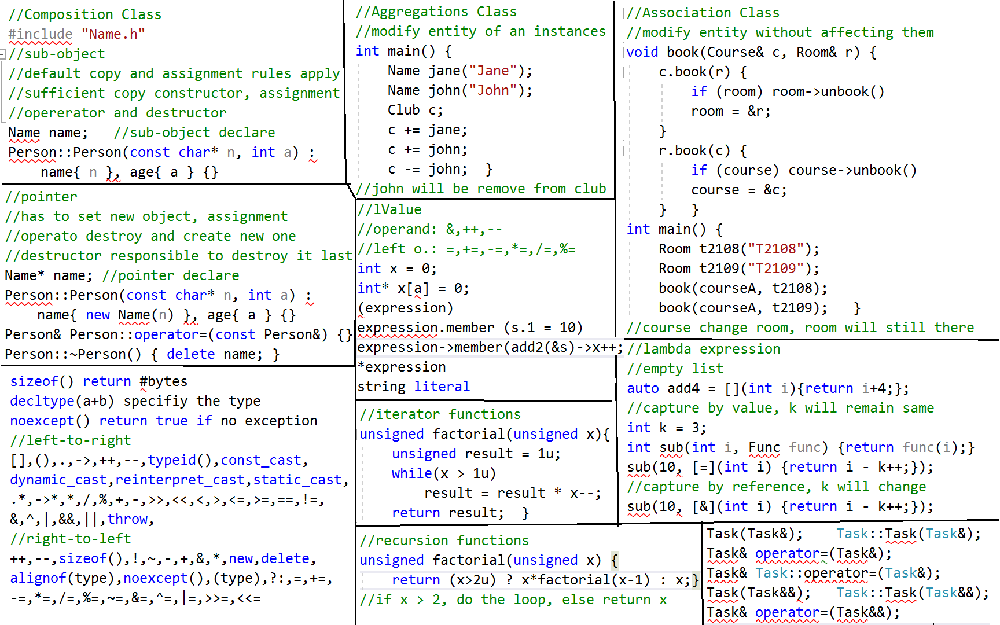 //Composition Class
#include "Name.h"
//sub-object
//default copy and assignment rules apply
//sufficient copy constructor, assignment
//opererator and destructor
Name name;   //sub-object declare
Person::Person(const char* n, int a) :
    name{ n }, age{ a } {}
//pointer
//has to set new object, assignment
//operato destroy and create new one
//destructor responsible to destroy it last
Name* name; //pointer declare
Person::Person(const char* n, int a) :
    name{ new Name(n) }, age{ a } {}
Person& Person::operator=(const Person&) {}
Person::~Person() { delete name; }
sizeof() return #bytes
decltype(a+b) specifiy the type
noexcept() return true if no exception
//left-to-right
[],(),.,->,++,--,typeid(),const_cast,
dynamic_cast,reinterpret_cast,static_cast,
.*,->*,*,/,%,+,-,>>,<<,<,>,<=,>=,==,!=,
&,^,|,&&,||,throw,
//right-to-left
++,--,sizeof(),!,~,-,+,&,*,new,delete,
alignof(type),noexcept(),(type),?:,=,+=,
-=,*=,/=,%=,~=,&=,^=,|=,>>=,<<=
//Aggregations Class
//modify entity of an instances
int main() {
    Name jane("Jane");
    Name john("John");
    Club c;
    c += jane;
    c += john;
    c -= john;  }
//john will be remove from club
//lValue
//operand: &,++,--
//left o.: =,+=,-=,*=,/=,%=
int x = 0;
int* x[a] = 0;
(expression)
expression.member (s.1 = 10)
expression->member(add2(&s)->x++;
*expression
string literal
//iterator functions
unsigned factorial(unsigned x){
    unsigned result = 1u;
    while(x > 1u)
        result = result * x--;
    return result;  }
//recursion functions
unsigned factorial(unsigned x) {
    return (x>2u) ? x*factorial(x-1) : x;}
//if x > 2, do the loop, else return x
//Association Class
//modify entity without affecting them
void book(Course& c, Room& r) {
    c.book(r) {
        if (room) room->unbook()
        room = &r;
    }
    r.book(c) {
        if (course) course->unbook()
        course = &c;
    }   }
int main() {
    Room t2108("T2108");
    Room t2109("T2109");
    book(courseA, t2108);
    book(courseA, t2109);   }
//course change room, room will still there
//lambda expression
//empty list
auto add4 = [](int i){return i+4;};
//capture by value, k will remain same
int k = 3;
int sub(int i, Func func) {return func(i);}
sub(10, [=](int i) {return i - k++;});
//capture by reference, k will change
sub(10, [&](int i) {return i - k++;});
Task(Task&);    Task::Task(Task&);
Task& operator=(Task&);
Task& Task::operator=(Task&);
Task(Task&&);   Task::Task(Task&&);
Task& operator=(Task&&);